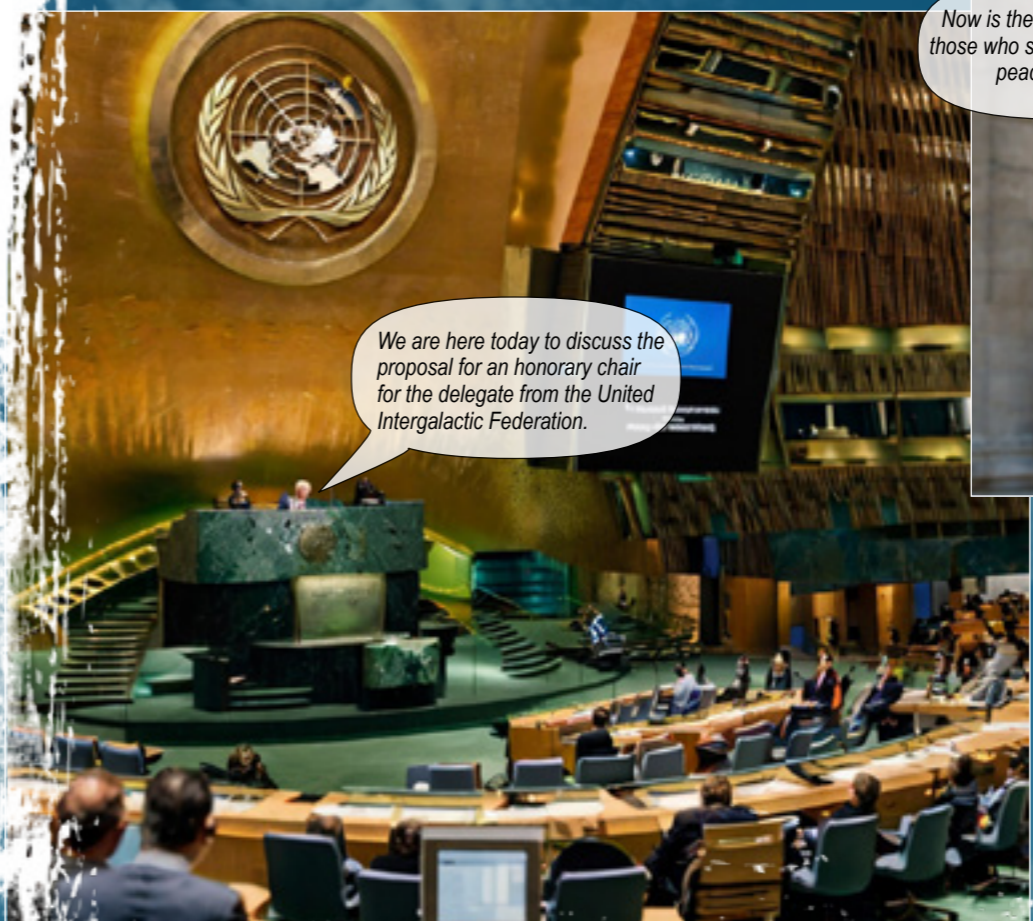 Now is the
those who s
peac
We are here today to discuss the
proposal for an honorary chair
for the delegate from the United
Intergalactic Federation.